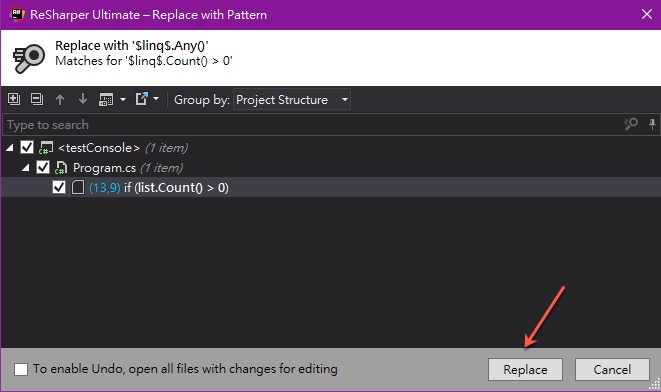 ReSharper Ultimate – Replace with Pattern
Replace with '$linq$.Any()'
Matches for '$linq$.Count() > 0'
Group by: Project Structure
Type to search
<testConsole> (1 item)
Program.cs (1 item)
(13,9) if (list.Count() > 0)
To enable Undo, open all files with changes for editing
Replace
Cancel